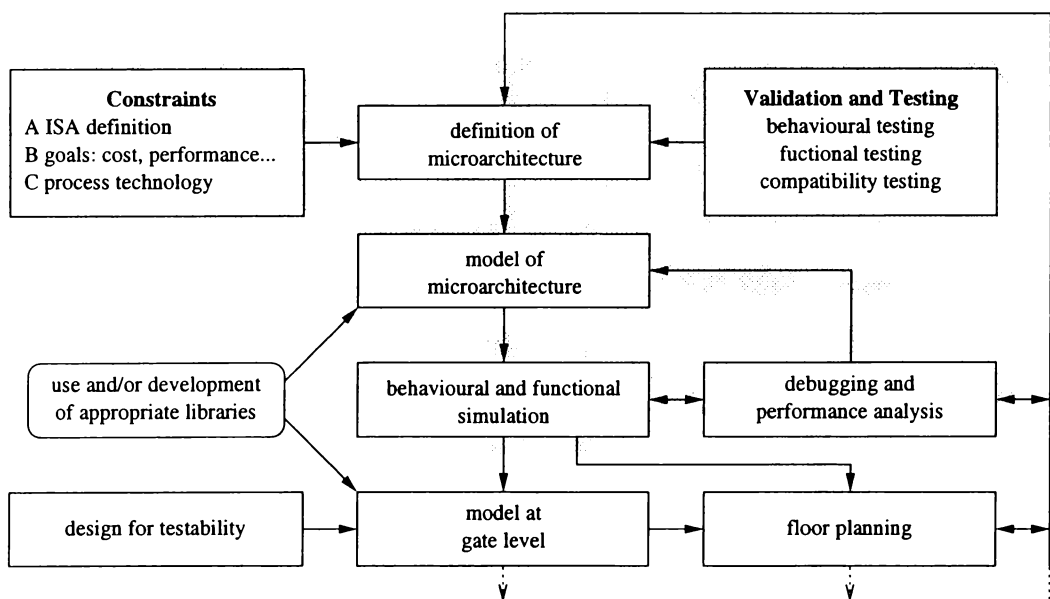 Constraints
A ISA definition
B goals: cost, performance...
C process technology
definition of
microarchitecture
Validation and Testing
behavioural testing
fuctional testing
compatibility testing
model of
microarchitecture
use and/or development
of appropriate libraries
behavioural and functional
simulation
debugging and
performance analysis
design for testability
model at
gate level
floor planning